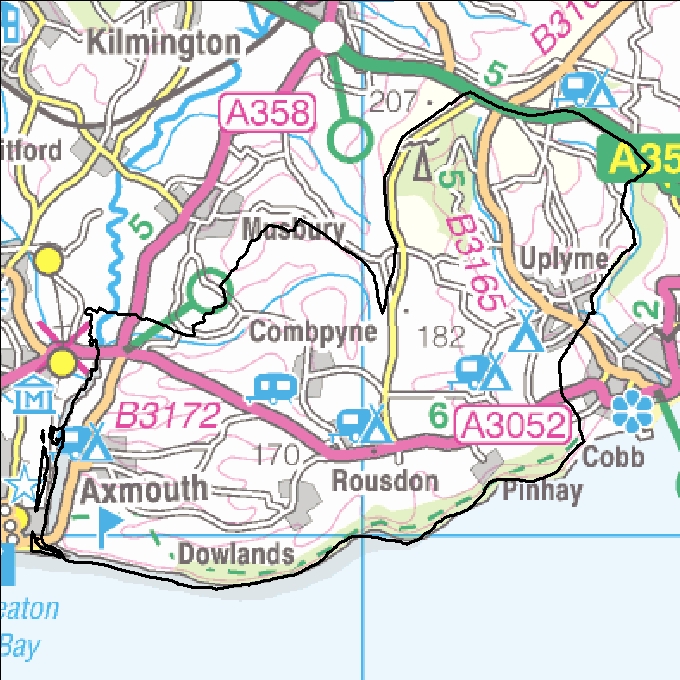 B316
Kilmington
5
207
A358
A35
itford
5
5
B3165
Musbury
Uplyme
2
Combpyne
182
M
B3172
6
A3052
170
Cobb
Axmouth
Rousdon
Pinhay
Dowlands
eaton
Bay